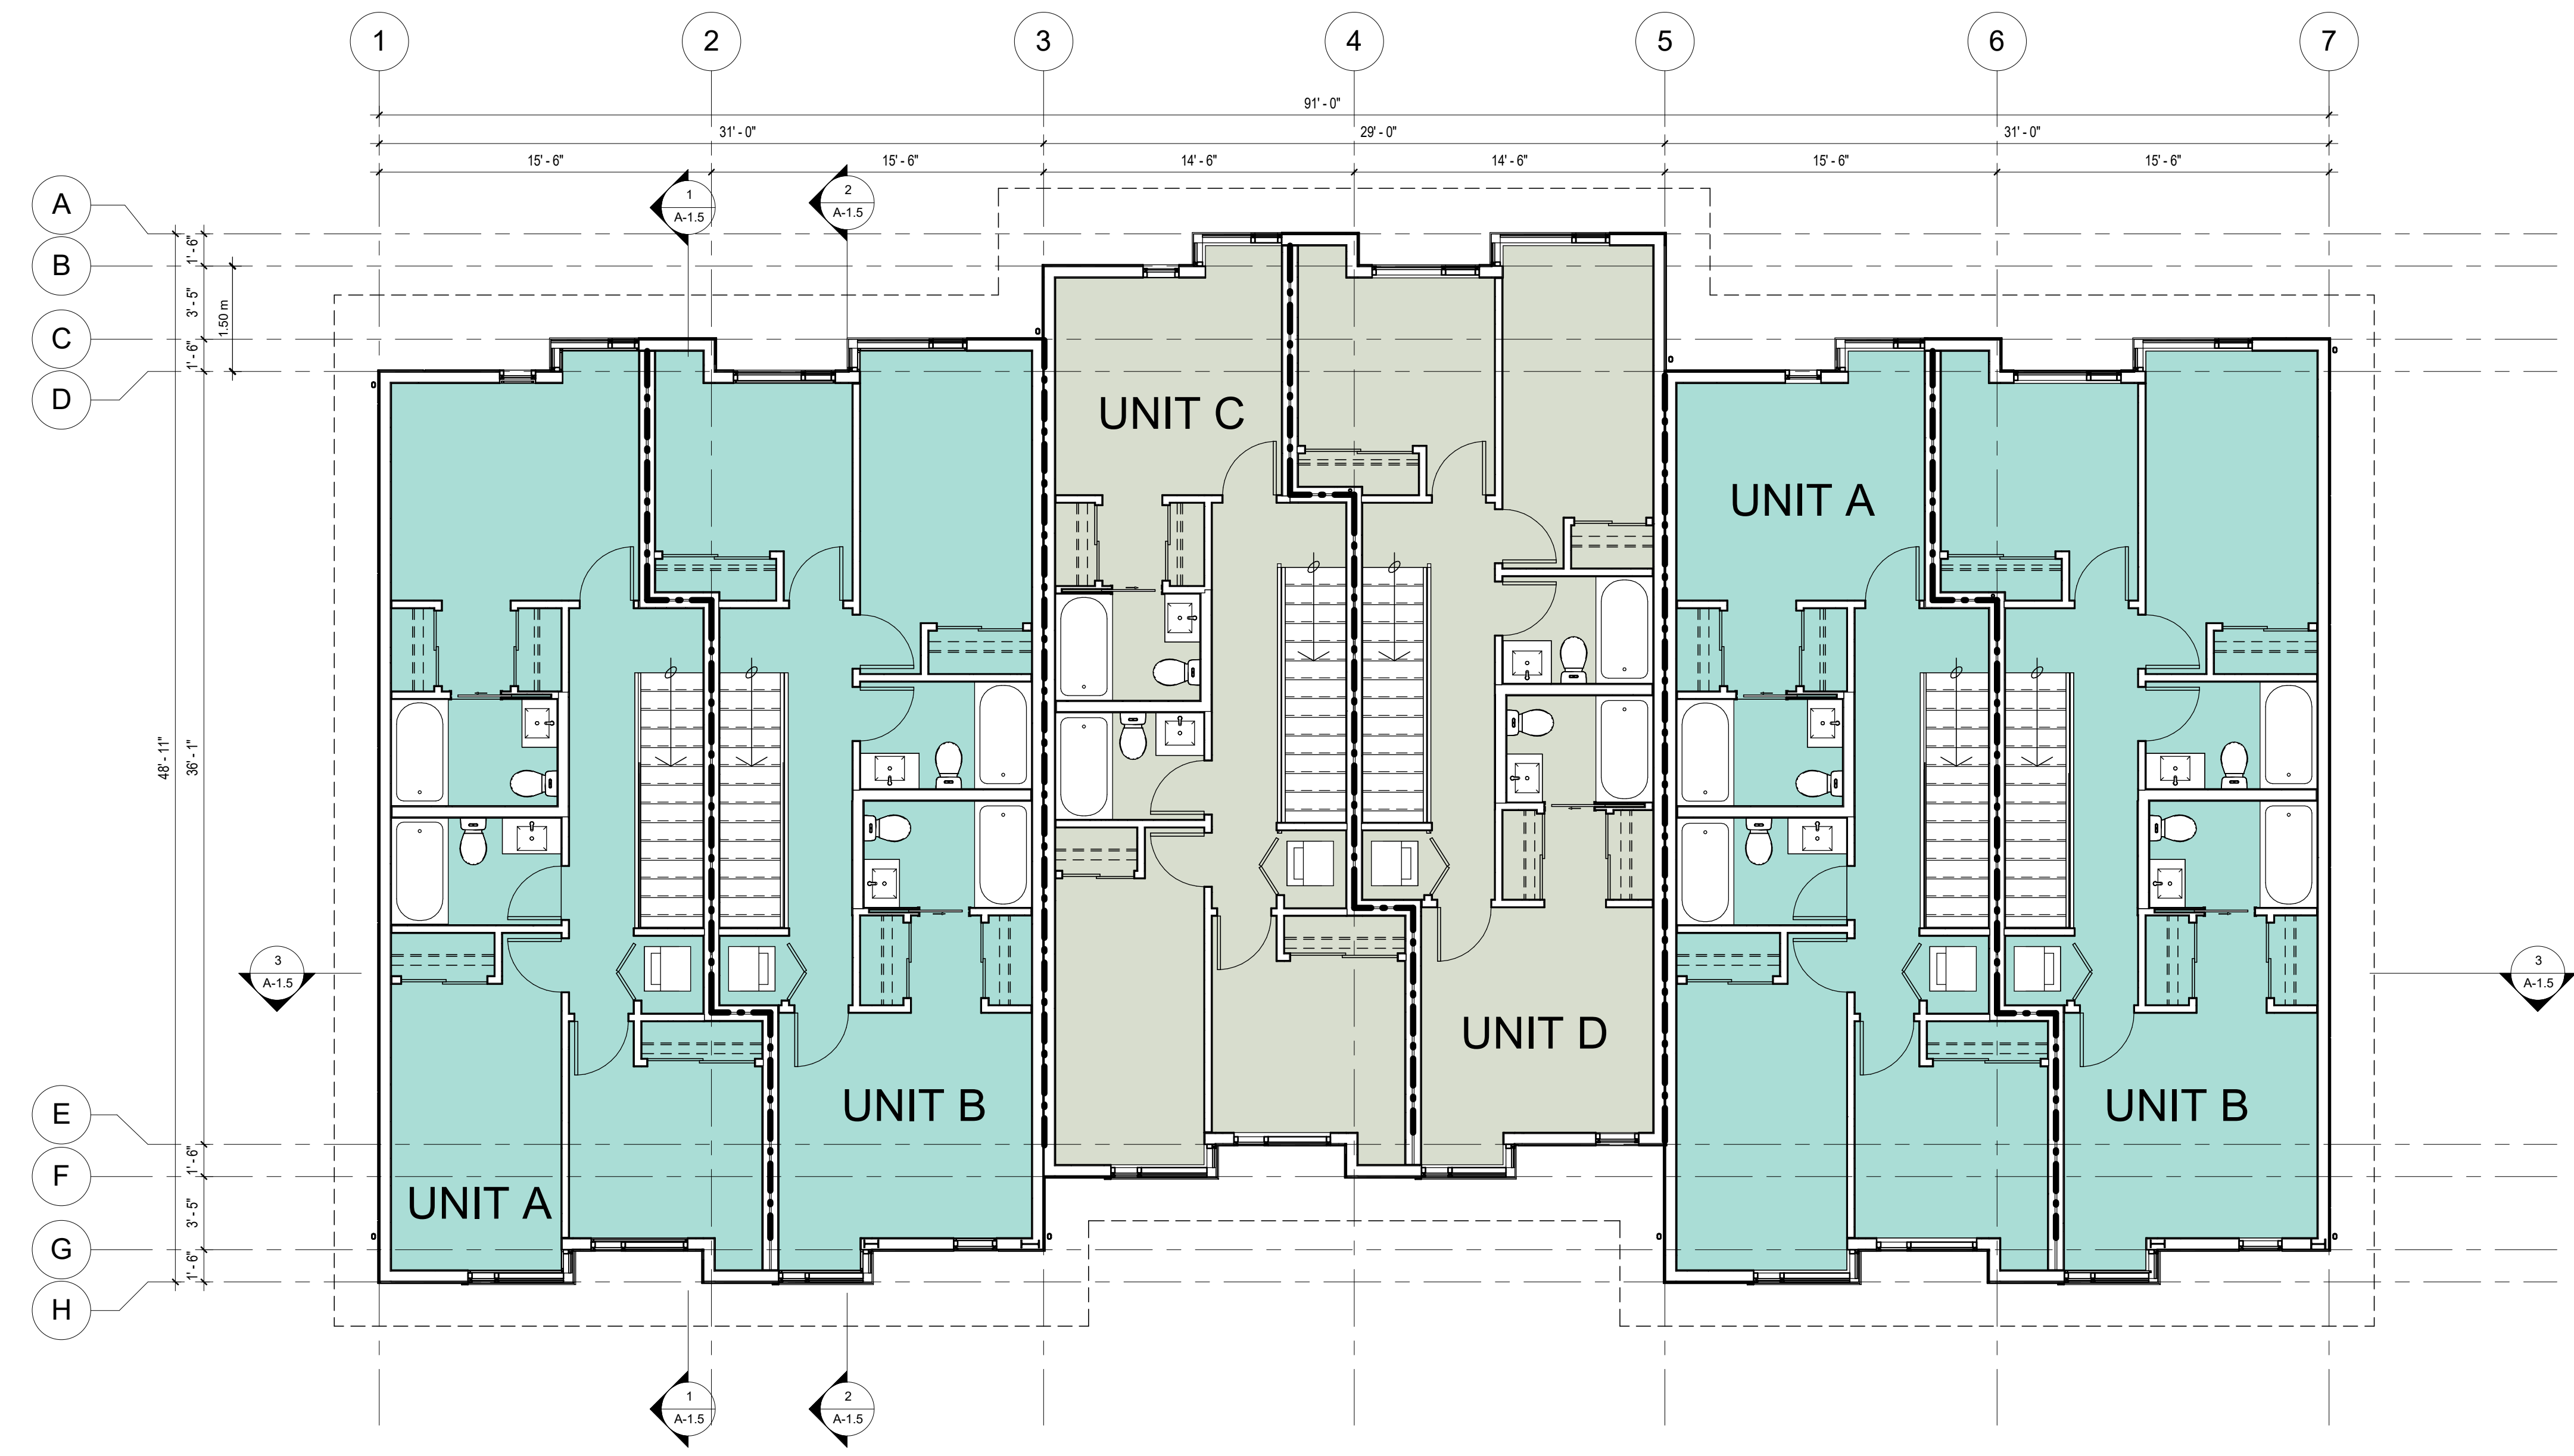 1 2 3 4 5 6 7
91' - 0"
31' - 0" 29' - 0" 31' - 0"
15' - 6" 15' - 6" 14' - 6" 14' - 6" 15' - 6" 15' - 6"
1
A-1.5
2
A-1.5
A
B
C
D
1' - 6"
3' - 5"
1' - 6"
1.50 m
48' - 11"
36' - 1"
UNIT C
UNIT A
3
A-1.5
3
A-1.5
UNIT D
UNIT B
UNIT B
UNIT A
E
F
G
H
1' - 6"
3' - 5"
1' - 6"
1
A-1.5
2
A-1.5